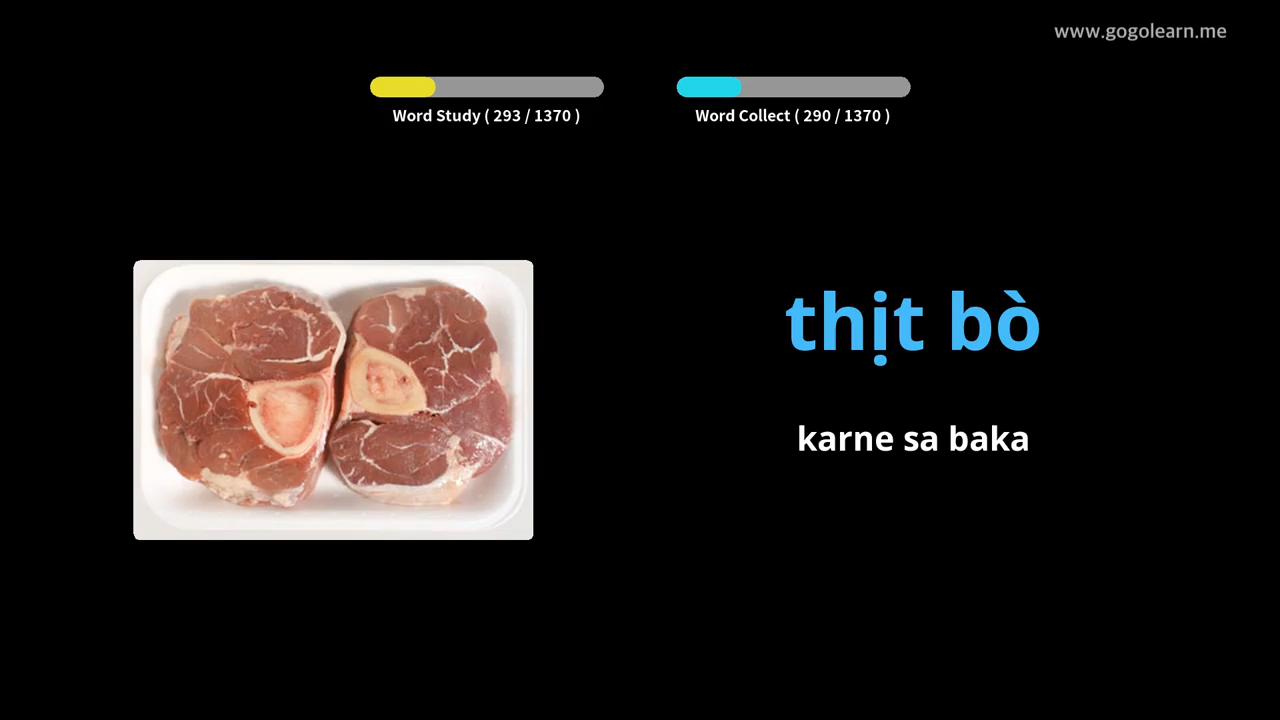 www.gogolearn.me
Word Study ( 293 / 1370 )
Word Collect ( 290 / 1370 )
thịt bò
karne sa baka